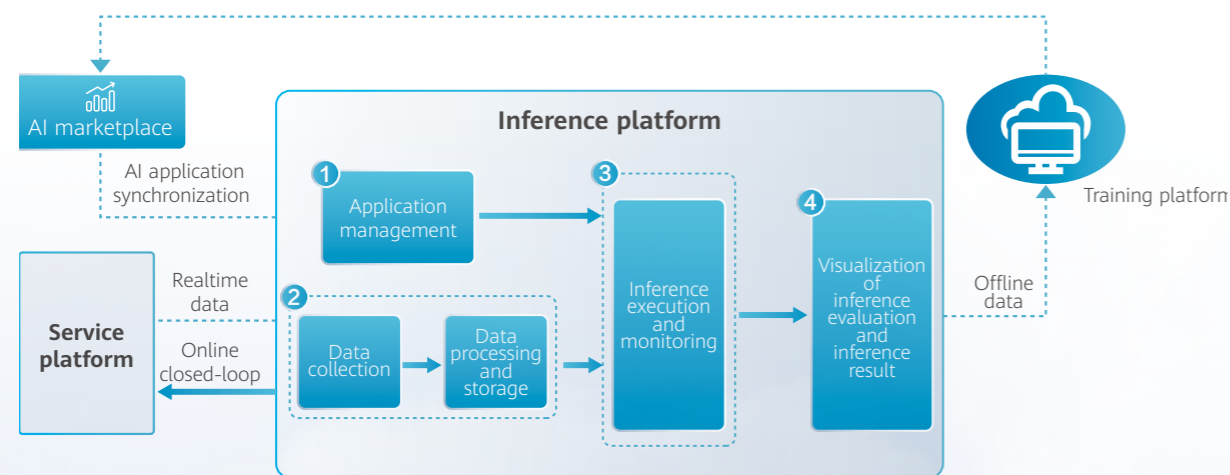 AI marketplace
AI application
synchronization
Inference platform
1
Application
management
2
Data
collection
Data
processing
and
storage
3
Inference
execution
and
monitoring
4
Visualization
of
inference
evaluation
and
inference
result
Training platform
Service
platform
Realtime
data
Online
closed-loop
Offline
data